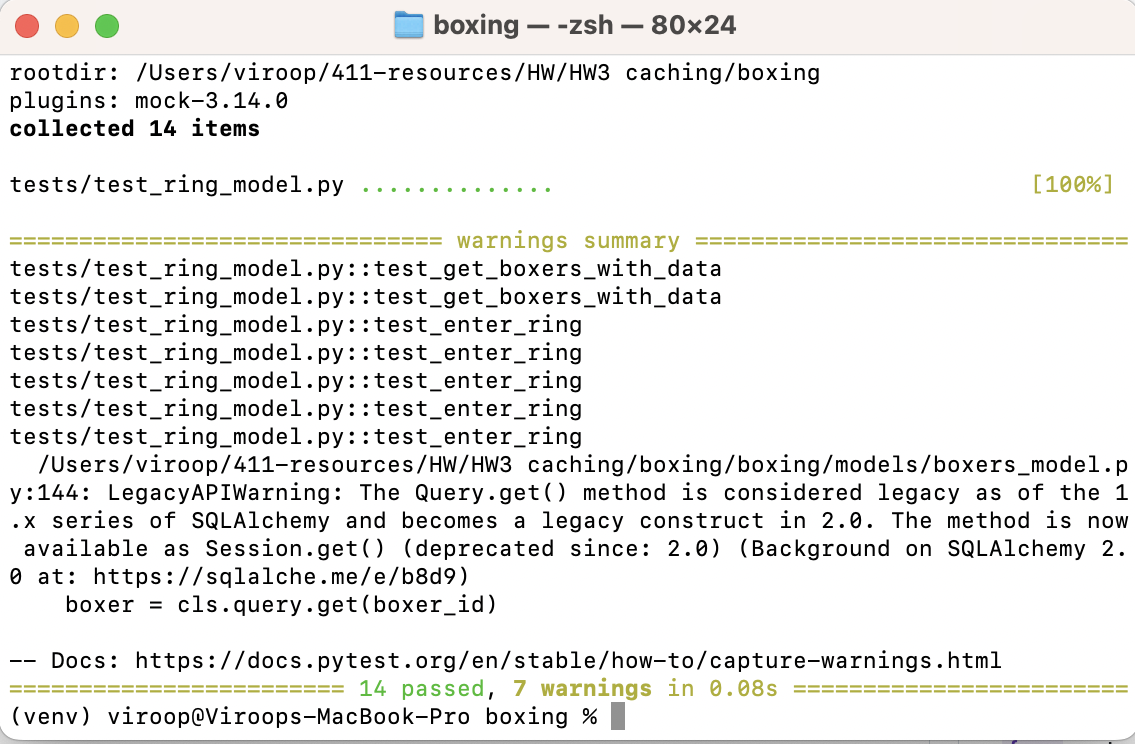 boxing — -zsh — 80×24
rootdir: /Users/viroop/411-resources/HW/HW3 caching/boxing
plugins: mock-3.14.0
collected 14 items
tests/test_ring_model.py .............. [100%]
=============================== warnings summary ===============================
tests/test_ring_model.py::test_get_boxers_with_data
tests/test_ring_model.py::test_get_boxers_with_data
tests/test_ring_model.py::test_enter_ring
tests/test_ring_model.py::test_enter_ring
tests/test_ring_model.py::test_enter_ring
tests/test_ring_model.py::test_enter_ring
tests/test_ring_model.py::test_enter_ring
  /Users/viroop/411-resources/HW/HW3 caching/boxing/boxing/models/boxers_model.p
y:144: LegacyAPIWarning: The Query.get() method is considered legacy as of the 1
.x series of SQLAlchemy and becomes a legacy construct in 2.0. The method is now
 available as Session.get() (deprecated since: 2.0) (Background on SQLAlchemy 2.
0 at: https://sqlalche.me/e/b8d9)
    boxer = cls.query.get(boxer_id)
-- Docs: https://docs.pytest.org/en/stable/how-to/capture-warnings.html
======================== 14 passed, 7 warnings in 0.08s ========================
(venv) viroop@Viroops-MacBook-Pro boxing %